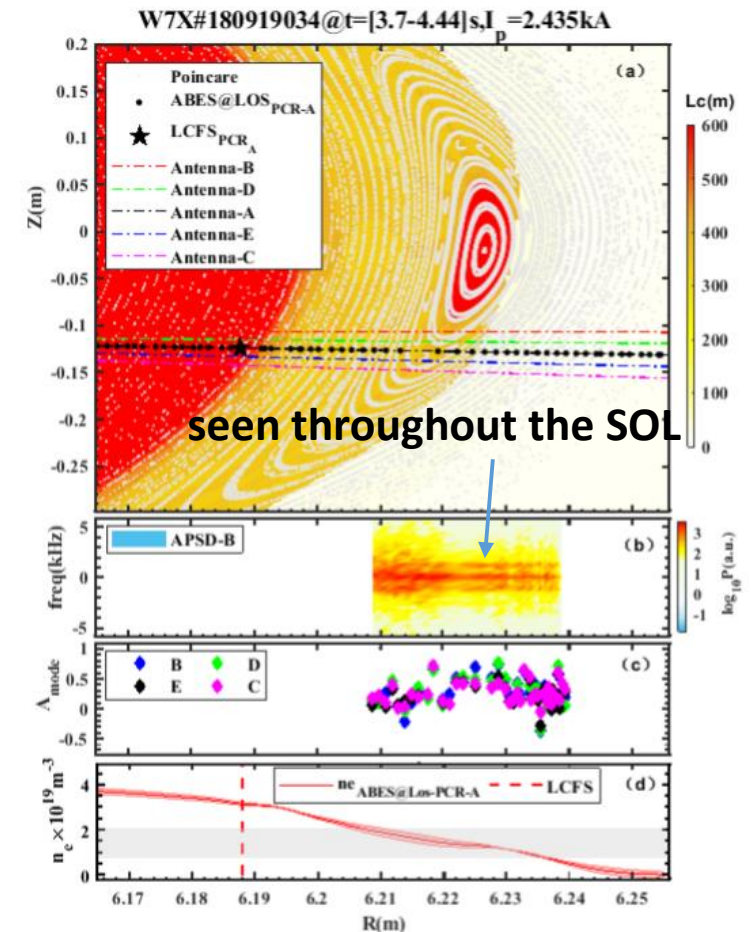 W7X#180919034@t=[3.7-4.44]s,I_p=2.435kA
(a)
Poincare
ABES@LOS_PCR-A
LCFS_PCR_A
Antenna-B
Antenna-D
Antenna-A
Antenna-E
Antenna-C
Z(m)
0.2
0.15
0.1
0.05
0
-0.05
-0.1
-0.15
-0.2
-0.25
Lc(m)
600
500
400
300
200
100
0
seen throughout the SOL
APSD-B
(b)
freq(kHz)
5
0
-5
3
2
1
0
-1
log10P(a.u.)
B D
E C
(c)
A_mode
1
0.5
0
-0.5
ne_ABES@Los-PCR-A LCFS
(d)
n_e×10^19m^-3
4
2
0
6.17 6.18 6.19 6.2 6.21 6.22 6.23 6.24 6.25
R(m)